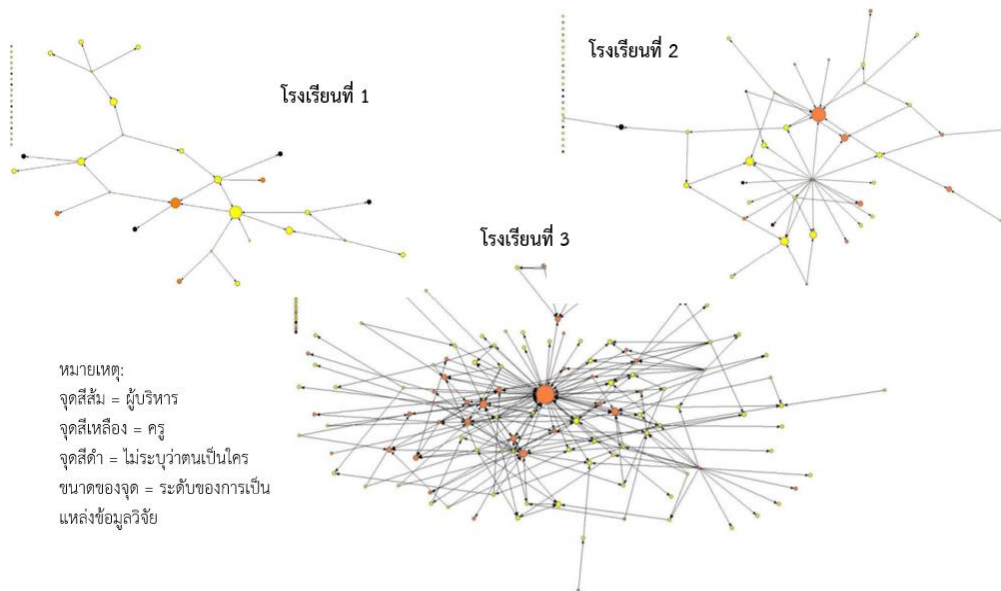 โรงเรียนที่ 1
โรงเรียนที่ 2
โรงเรียนที่ 3
หมายเหตุ:
จุดสีส้ม = ผู้บริหาร
จุดสีเหลือง = ครู
จุดสีดำ = ไม่ระบุว่าตนเป็นใคร
ขนาดของจุด = ระดับของการเป็น
แหล่งข้อมูลวิจัย